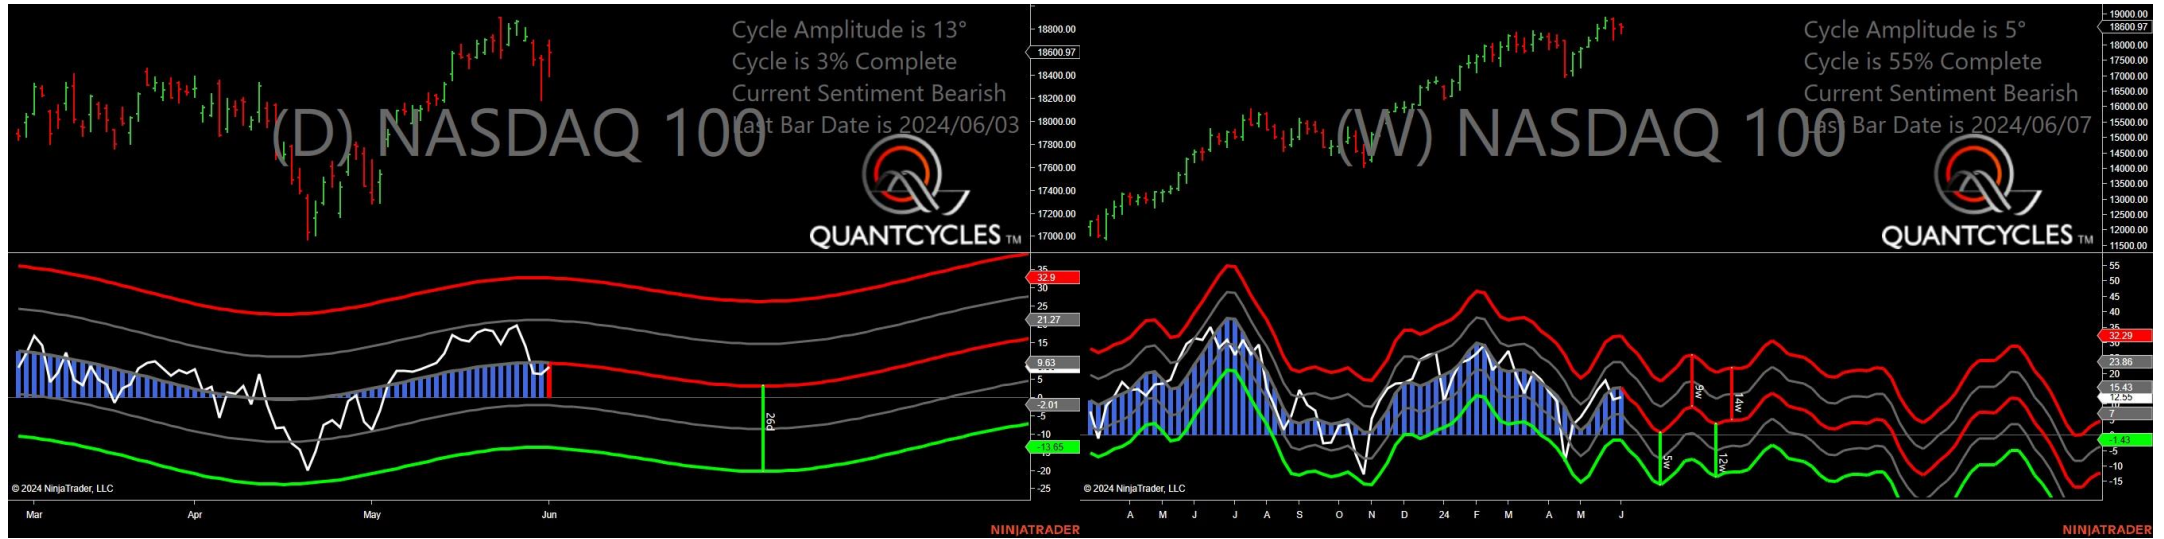 Cycle Amplitude is 13°
Cycle is 3% Complete
Current Sentiment Bearish
Last Bar Date is 2024/06/03
(D) NASDAQ 100
QUANTCYCLES TM
18800.00
18600.97
18400.00
18200.00
18000.00
17800.00
17600.00
17400.00
17200.00
17000.00
35
32.9
30
25
21.27
15
9.63
5
0
-2.01
-5
-10
-13.65
-20
-25
26d
© 2024 NinjaTrader, LLC
Mar Apr May Jun
NINJATRADER
Cycle Amplitude is 5°
Cycle is 55% Complete
Current Sentiment Bearish
Last Bar Date is 2024/06/07
(W) NASDAQ 100
QUANTCYCLES TM
19000.00
18600.97
18000.00
17500.00
17000.00
16500.00
16000.00
15500.00
15000.00
14500.00
14000.00
13500.00
13000.00
12500.00
12000.00
11500.00
55
50
45
40
35
32.29
30
23.86
20
15.43
12.55
7
-1.43
-5
-10
-15
9w
14w
5w
12w
© 2024 NinjaTrader, LLC
A M J J A S O N D 24 F M A M J
NINJATRADER